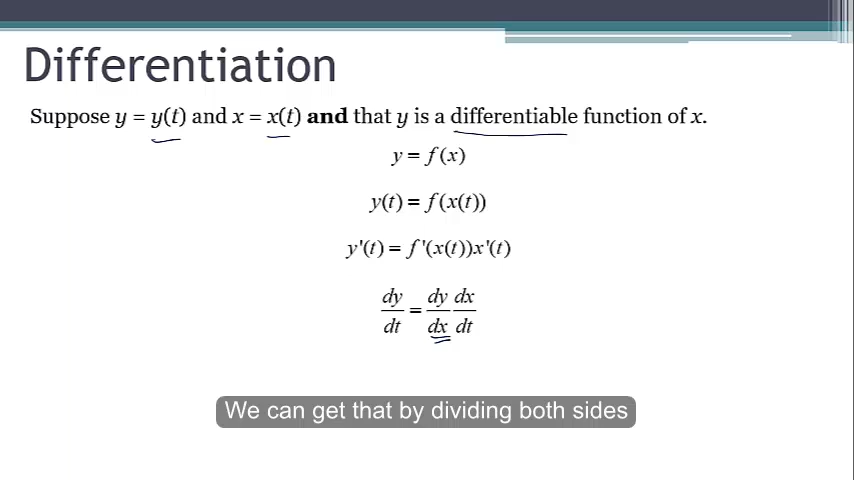 Differentiation
Suppose y = y(t) and x = x(t) and that y is a differentiable function of x.
y = f(x)
y(t) = f(x(t))
y'(t) = f'(x(t))x'(t)
dy/dt = dy/dx dx/dt
We can get that by dividing both sides